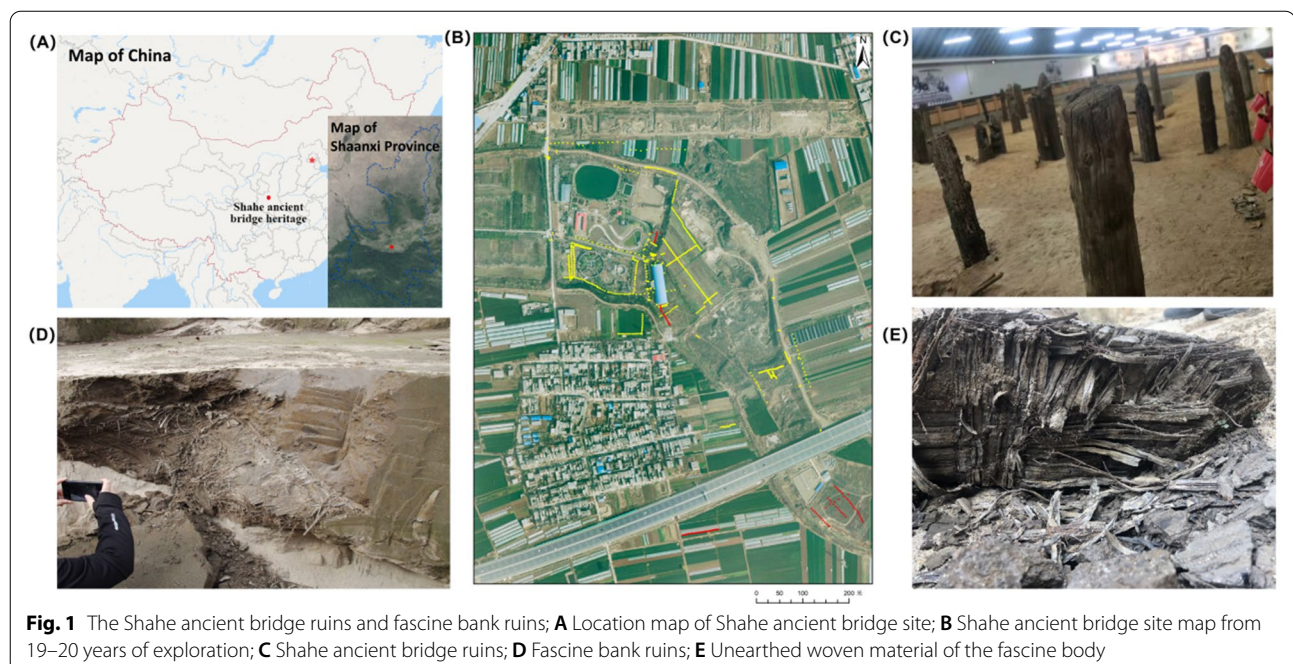 (A)
Map of China
Map of
Shaanxi Province
Shahe ancient
bridge heritage
(B)
N
0 50 100 200 米
(C)
(D)
(E)
Fig. 1 The Shahe ancient bridge ruins and fascine bank ruins; A Location map of Shahe ancient bridge site; B Shahe ancient bridge site map from
19–20 years of exploration; C Shahe ancient bridge ruins; D Fascine bank ruins; E Unearthed woven material of the fascine body